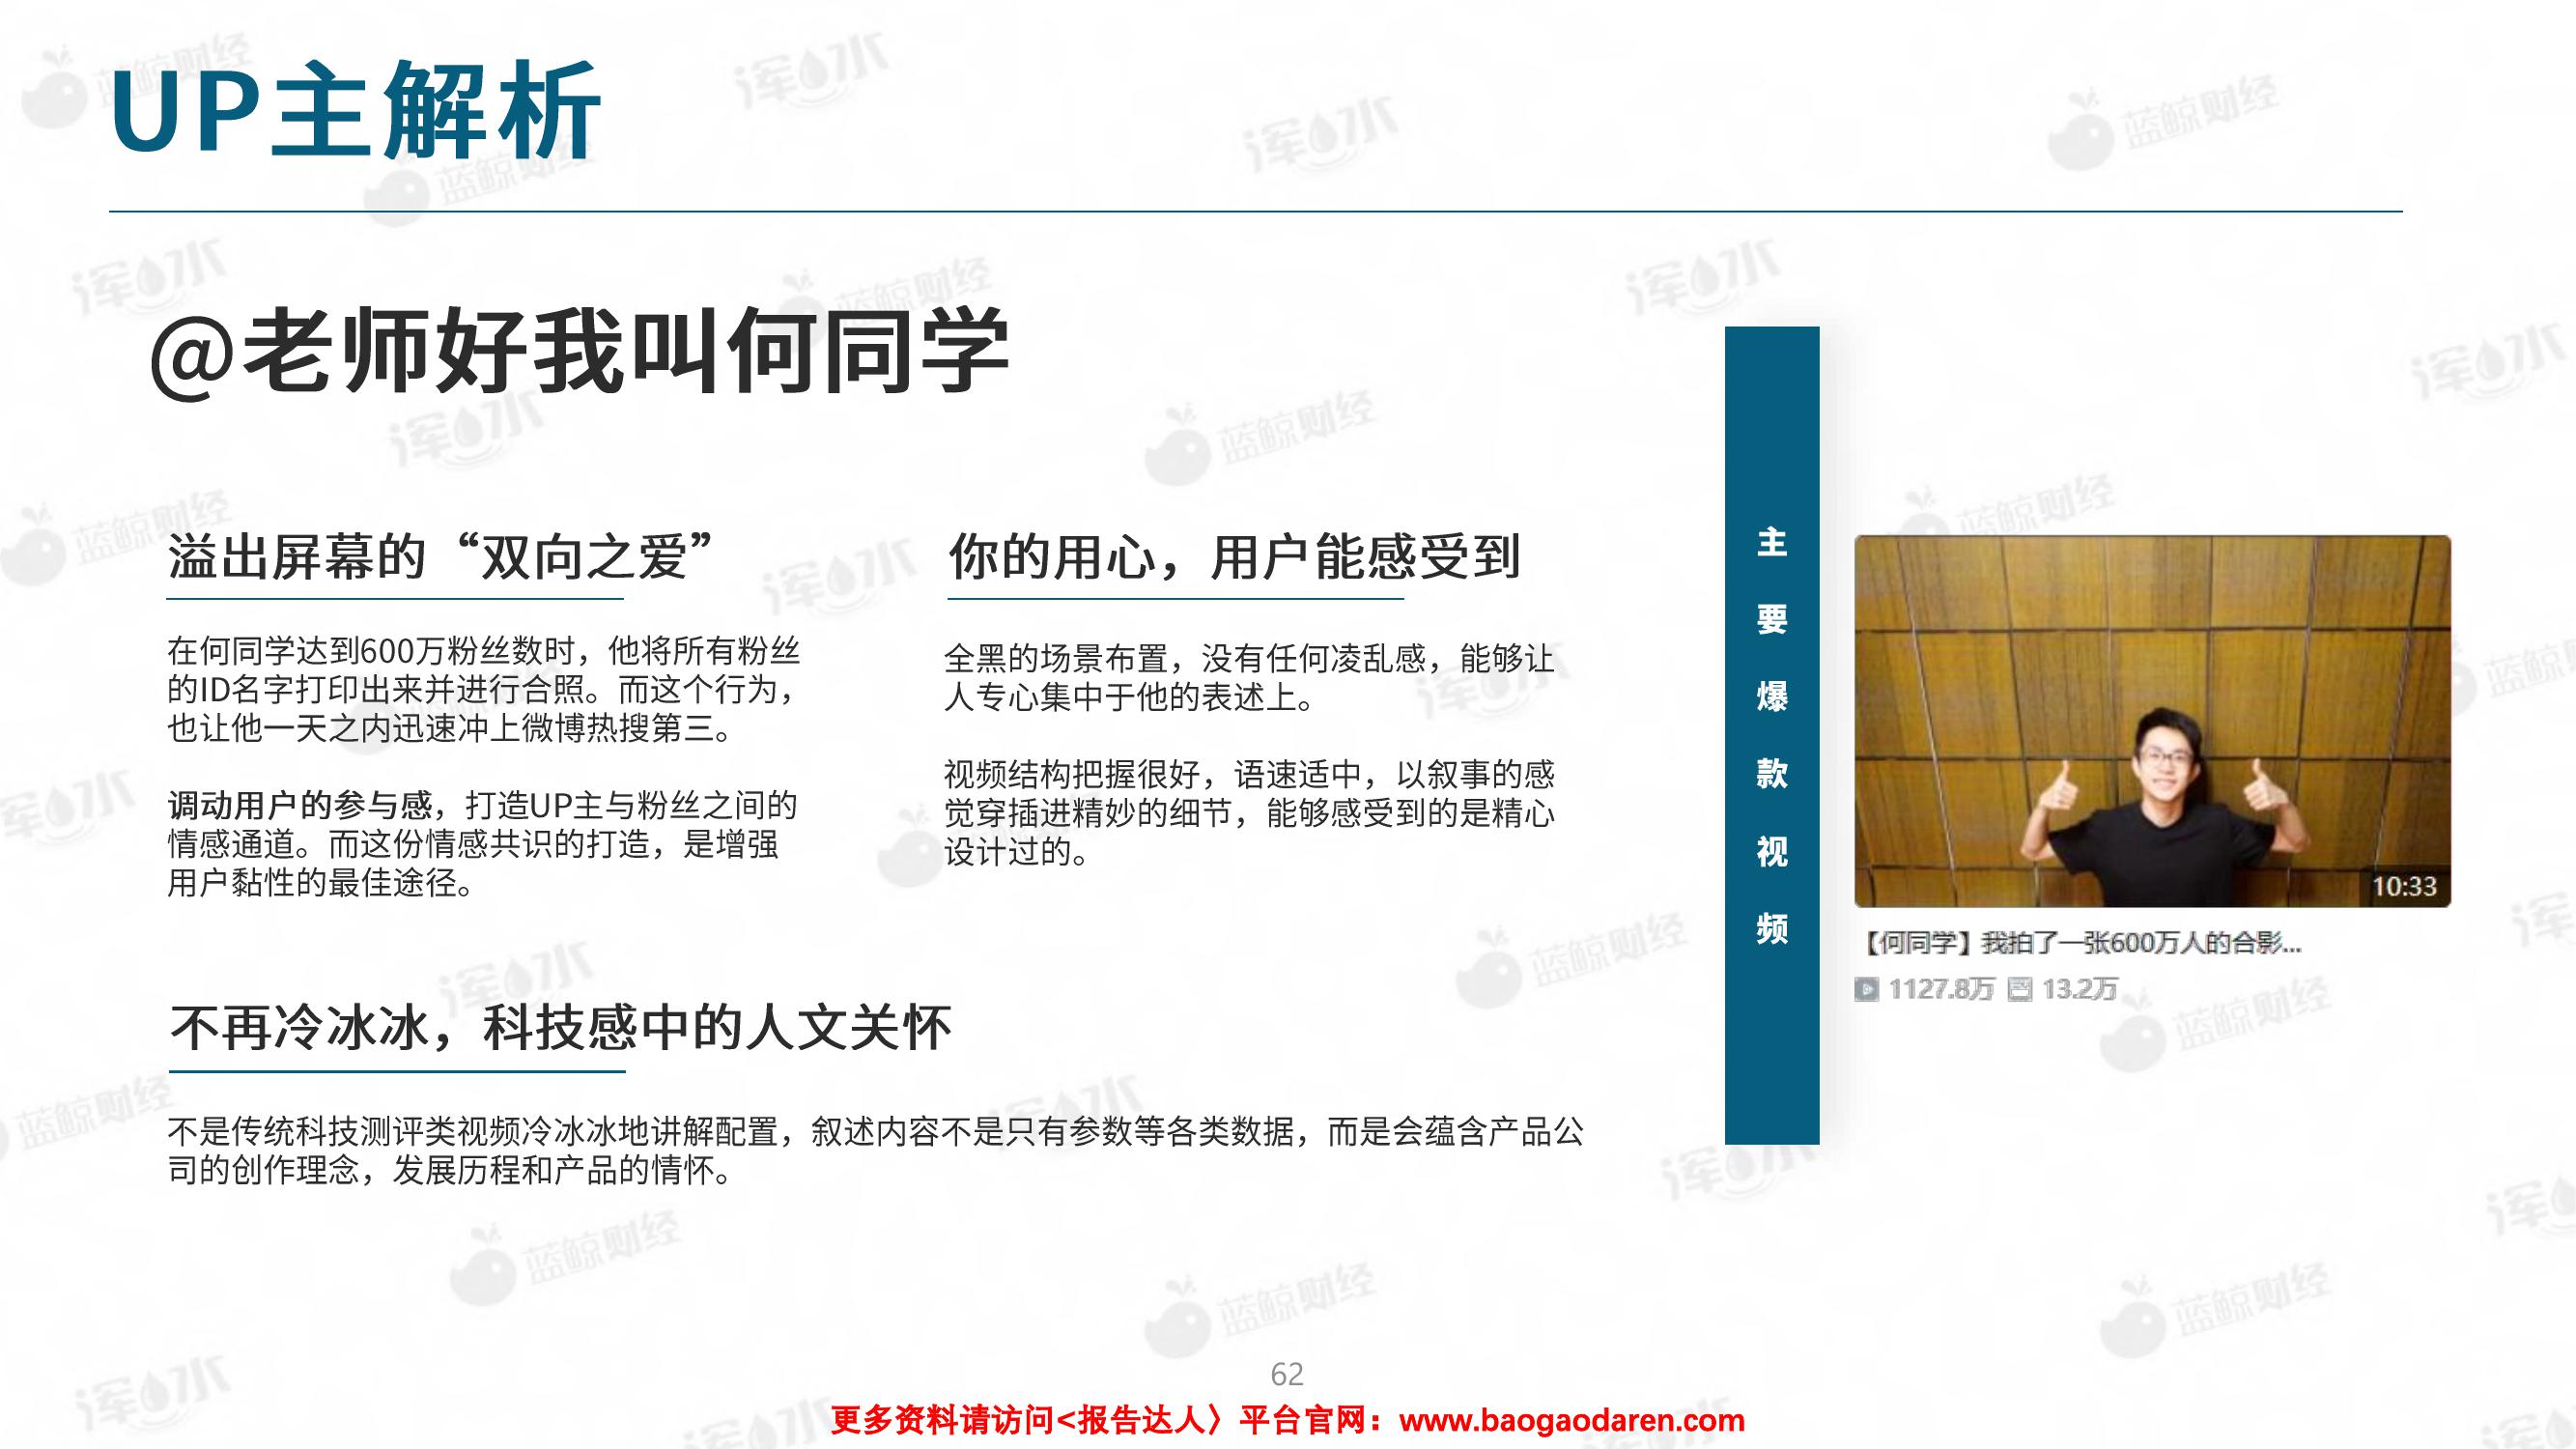 UP主解析
@老师好我叫何同学
溢出屏幕的“双向之爱”
在何同学达到600万粉丝数时，他将所有粉丝
的ID名字打印出来并进行合照。而这个行为，
也让他一天之内迅速冲上微博热搜第三。
调动用户的参与感，打造UP主与粉丝之间的
情感通道。而这份情感共识的打造，是增强
用户黏性的最佳途径。
你的用心，用户能感受到
全黑的场景布置，没有任何凌乱感，能够让
人专心集中于他的表述上。
视频结构把握很好，语速适中，以叙事的感
觉穿插进精妙的细节，能够感受到的是精心
设计过的。
不再冷冰冰，科技感中的人文关怀
不是传统科技测评类视频冷冰冰地讲解配置，叙述内容不是只有参数等各类数据，而是会蕴含产品公
司的创作理念，发展历程和产品的情怀。
主要爆款视频
10:33
【何同学】我拍了一张600万人的合影...
1127.8万 13.2万
62
更多资料请访问<报告达人〉平台官网：www.baogaodaren.com
蓝鲸财经
浑水